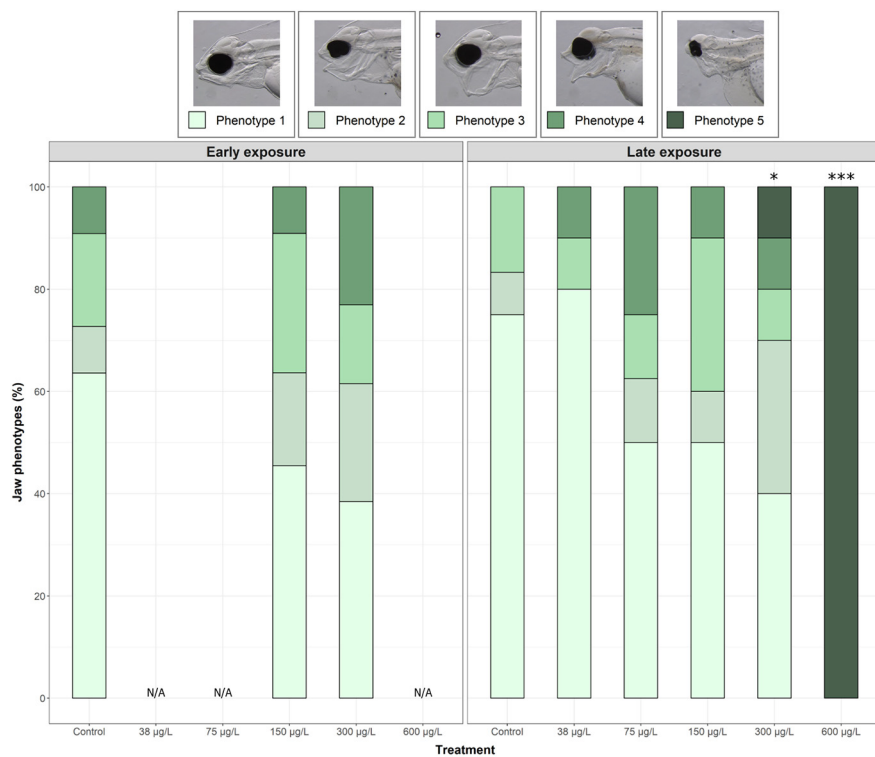 Phenotype 1 Phenotype 2 Phenotype 3 Phenotype 4 Phenotype 5
Early exposure Late exposure
* ***
Jaw phenotypes (%)
100
80
60
40
20
0
N/A N/A N/A
Control 38 µg/L 75 µg/L 150 µg/L 300 µg/L 600 µg/L Control 38 µg/L 75 µg/L 150 µg/L 300 µg/L 600 µg/L
Treatment